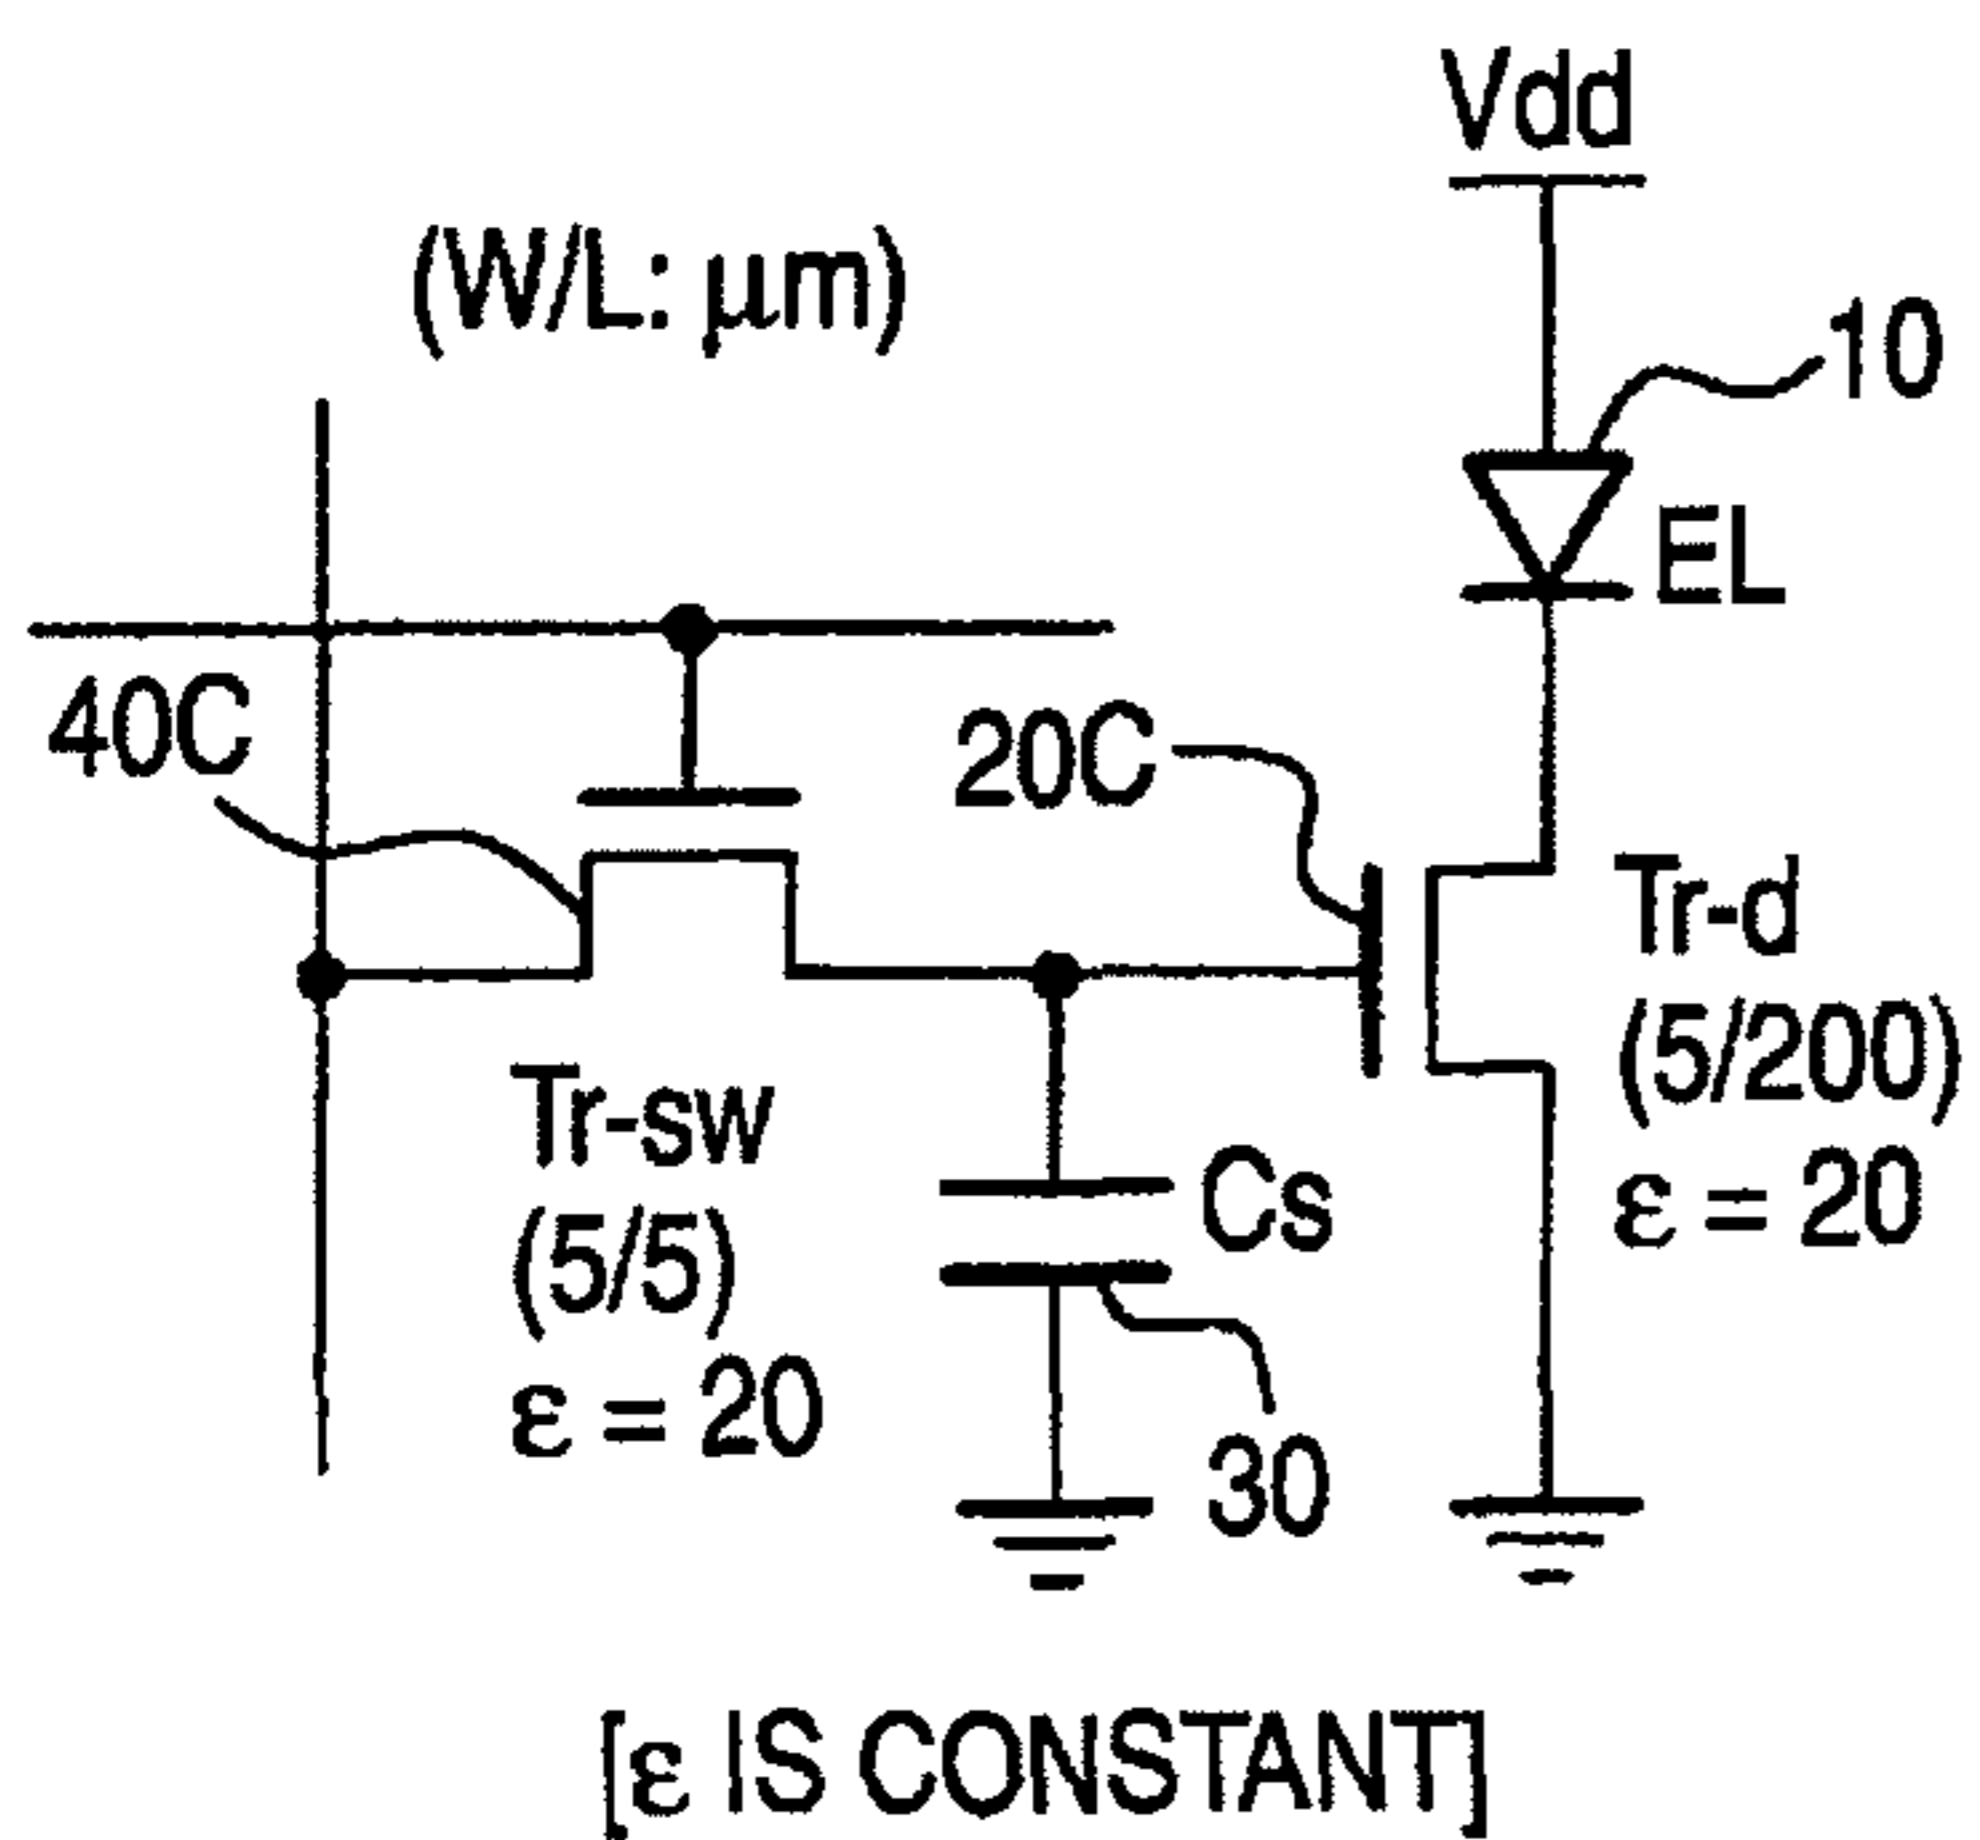 Vdd
(W/L: μm)
10
EL
40C
20C
Tr-d
(5/200)
ε = 20
Tr-sw
(5/5)
ε = 20
Cs
30
[ε IS CONSTANT]